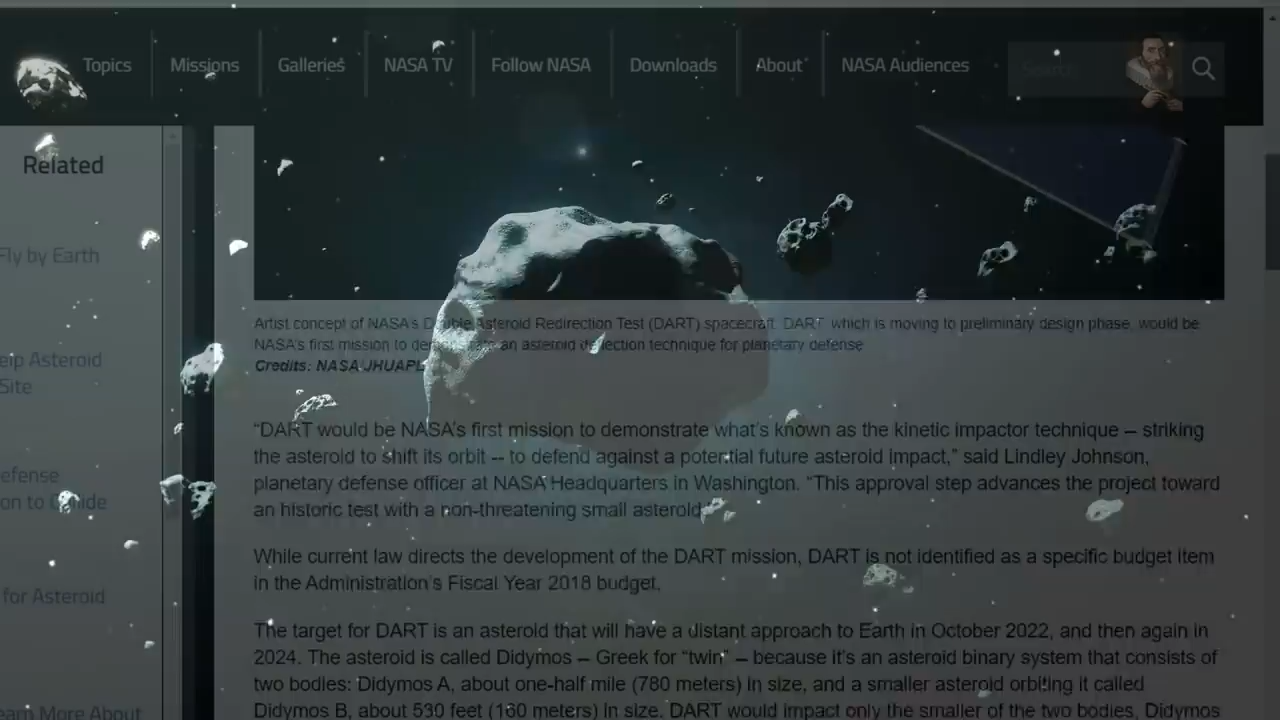 Topics
Missions
Galleries
NASA TV
Follow NASA
Downloads
About
NASA Audiences
Search
Related
Fly by Earth
elp Asteroid
Site
efense
on to Collide
for Asteroid
earn More About
Artist concept of NASA's Double Asteroid Redirection Test (DART) spacecraft. DART, which is moving to preliminary design phase, would be
NASA's first mission to demonstrate an asteroid deflection technique for planetary defense
Credits: NASA/JHUAPL
“DART would be NASA's first mission to demonstrate what's known as the kinetic impactor technique – striking
the asteroid to shift its orbit – to defend against a potential future asteroid impact,” said Lindley Johnson,
planetary defense officer at NASA Headquarters in Washington. “This approval step advances the project toward
an historic test with a non-threatening small asteroid.
While current law directs the development of the DART mission, DART is not identified as a specific budget item
in the Administration's Fiscal Year 2018 budget.
The target for DART is an asteroid that will have a distant approach to Earth in October 2022, and then again in
2024. The asteroid is called Didymos – Greek for “twin” – because it's an asteroid binary system that consists of
two bodies: Didymos A, about one-half mile (780 meters) in size, and a smaller asteroid orbiting it called
Didymos B, about 530 feet (160 meters) in size. DART would impact only the smaller of the two bodies, Didymos